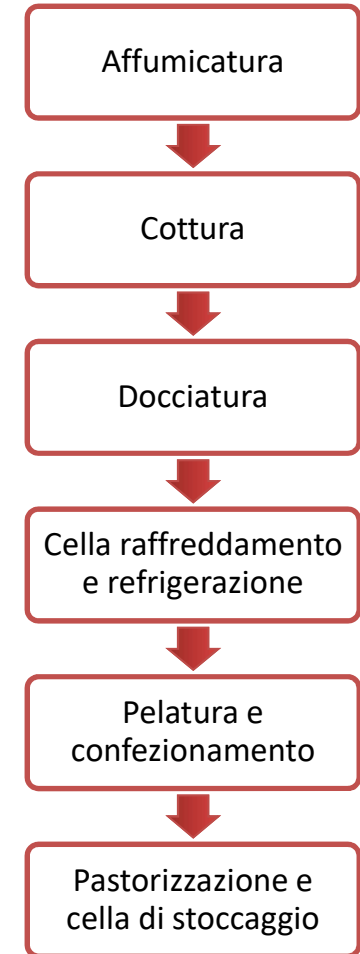 Affumicatura
Cottura
Docciatura
Cella raffreddamento
e refrigerazione
Pelatura e
confezionamento
Pastorizzazione e
cella di stoccaggio